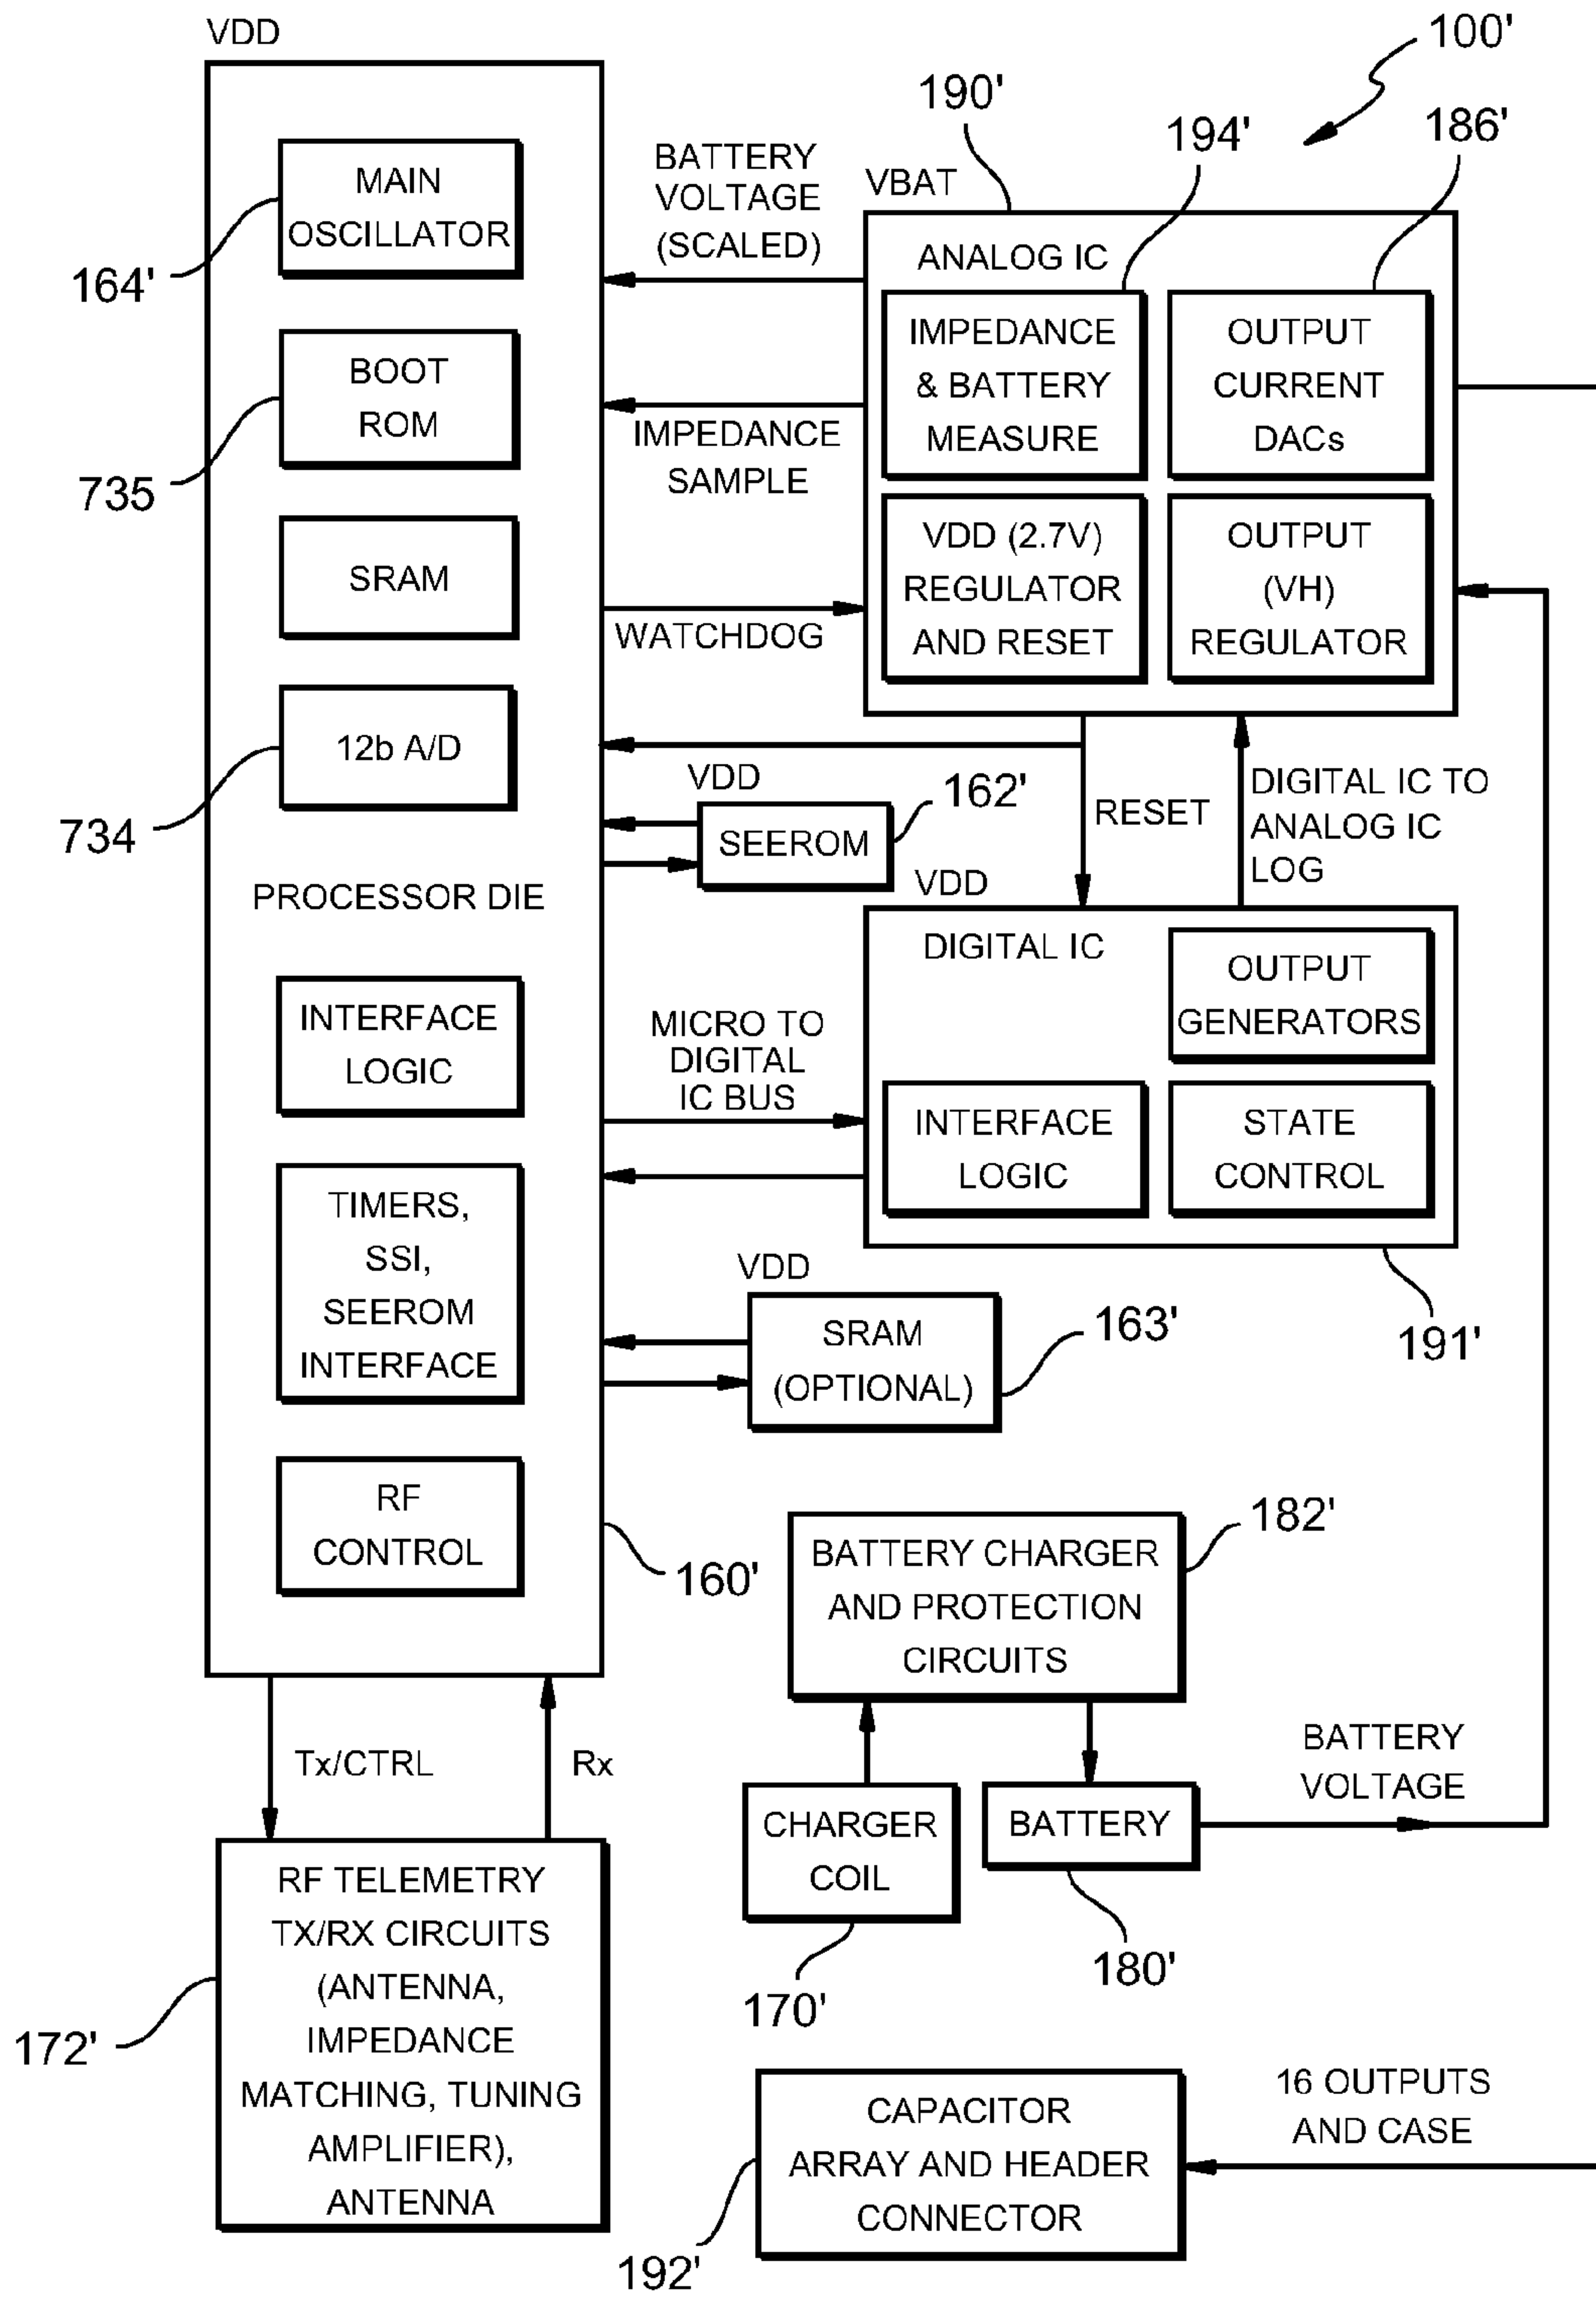 VDD
100'
190'
194'
186'
VBAT
MAIN
OSCILLATOR
164'
BATTERY
VOLTAGE
(SCALED)
ANALOG IC
BOOT
ROM
735
IMPEDANCE
& BATTERY
MEASURE
OUTPUT
CURRENT
DACs
IMPEDANCE
SAMPLE
SRAM
VDD (2.7V)
REGULATOR
AND RESET
OUTPUT
(VH)
REGULATOR
WATCHDOG
12b A/D
734
VDD
162'
SEEROM
RESET
DIGITAL IC TO
ANALOG IC
LOG
PROCESSOR DIE
VDD
DIGITAL IC
OUTPUT
GENERATORS
INTERFACE
LOGIC
MICRO TO
DIGITAL
IC BUS
INTERFACE
LOGIC
STATE
CONTROL
TIMERS,
SSI,
SEEROM
INTERFACE
VDD
SRAM
(OPTIONAL)
163'
191'
RF
CONTROL
160'
BATTERY CHARGER
AND PROTECTION
CIRCUITS
182'
Tx/CTRL
Rx
CHARGER
COIL
BATTERY
BATTERY
VOLTAGE
170'
180'
RF TELEMETRY
TX/RX CIRCUITS
(ANTENNA,
IMPEDANCE
MATCHING, TUNING
AMPLIFIER),
ANTENNA
172'
CAPACITOR
ARRAY AND HEADER
CONNECTOR
192'
16 OUTPUTS
AND CASE